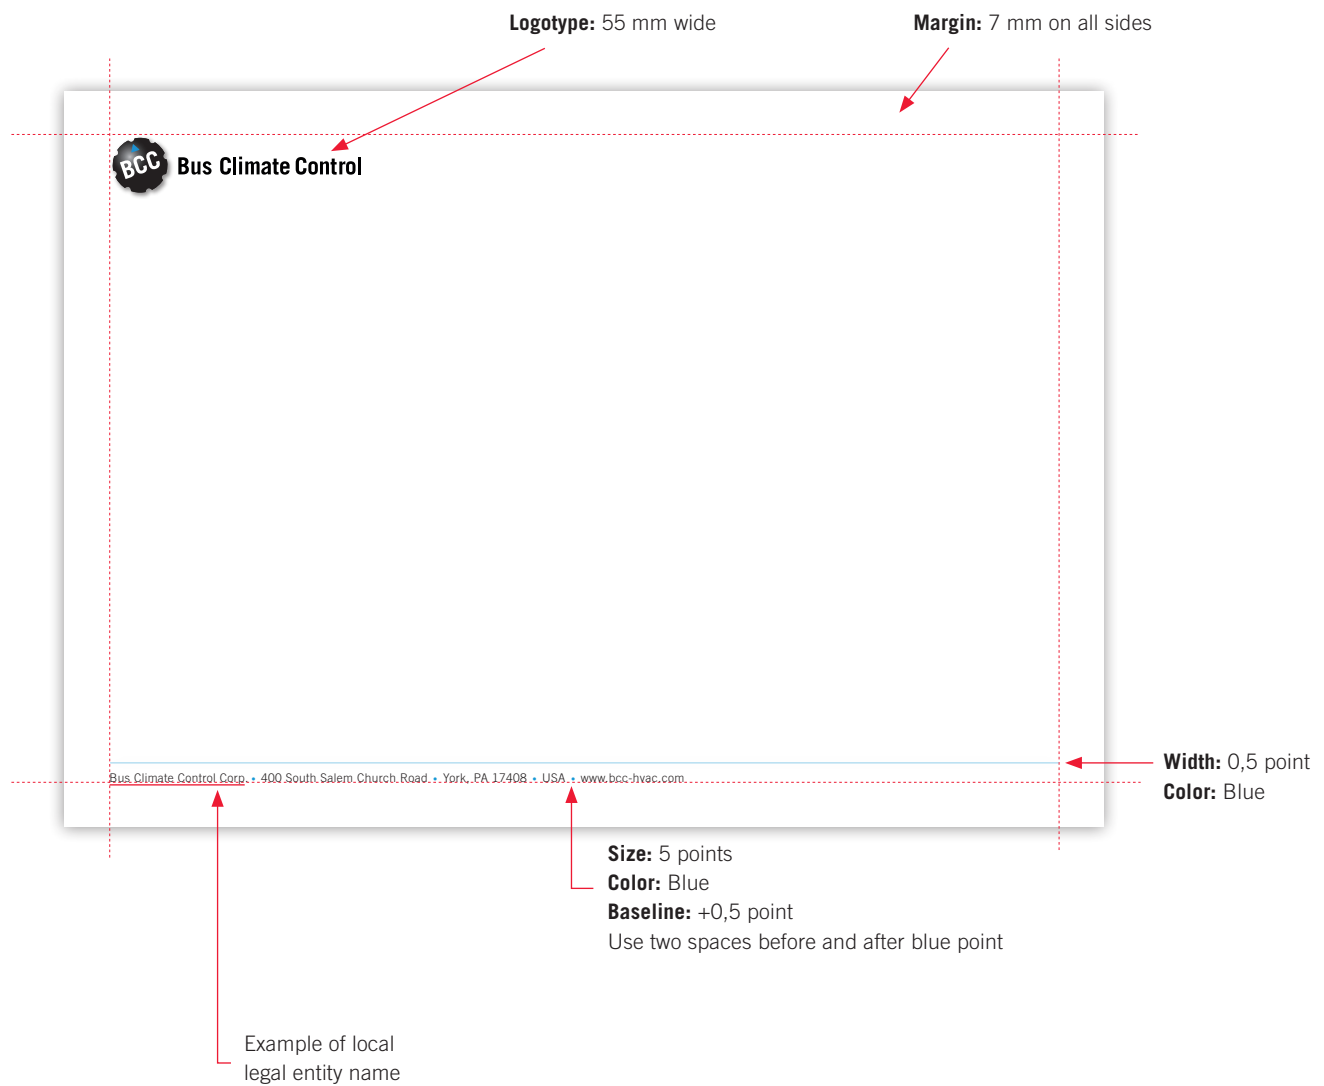 Logotype: 55 mm wide
Margin: 7 mm on all sides
BCC
Bus Climate Control
Width: 0,5 point
Color: Blue
Bus Climate Control Corp. • 400 South Salem Church Road • York, PA 17408 • USA • www.bcc-hvac.com
Size: 5 points
Color: Blue
Baseline: +0,5 point
Use two spaces before and after blue point
Example of local
legal entity name